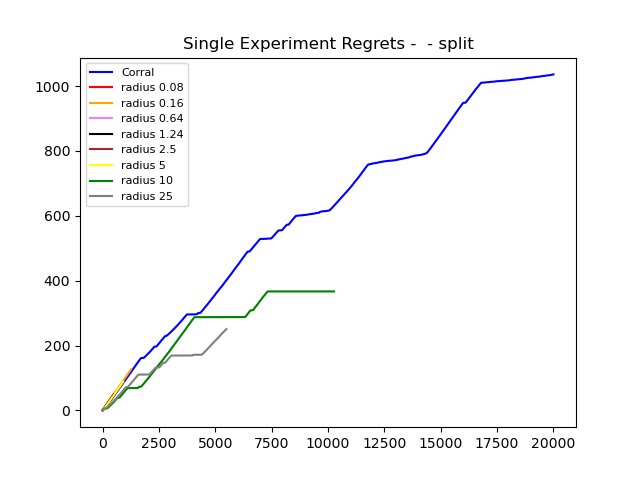 Single Experiment Regrets -  - split
Corral
radius 0.08
radius 0.16
radius 0.64
radius 1.24
radius 2.5
radius 5
radius 10
radius 25
1000
800
600
400
200
0
0 2500 5000 7500 10000 12500 15000 17500 20000